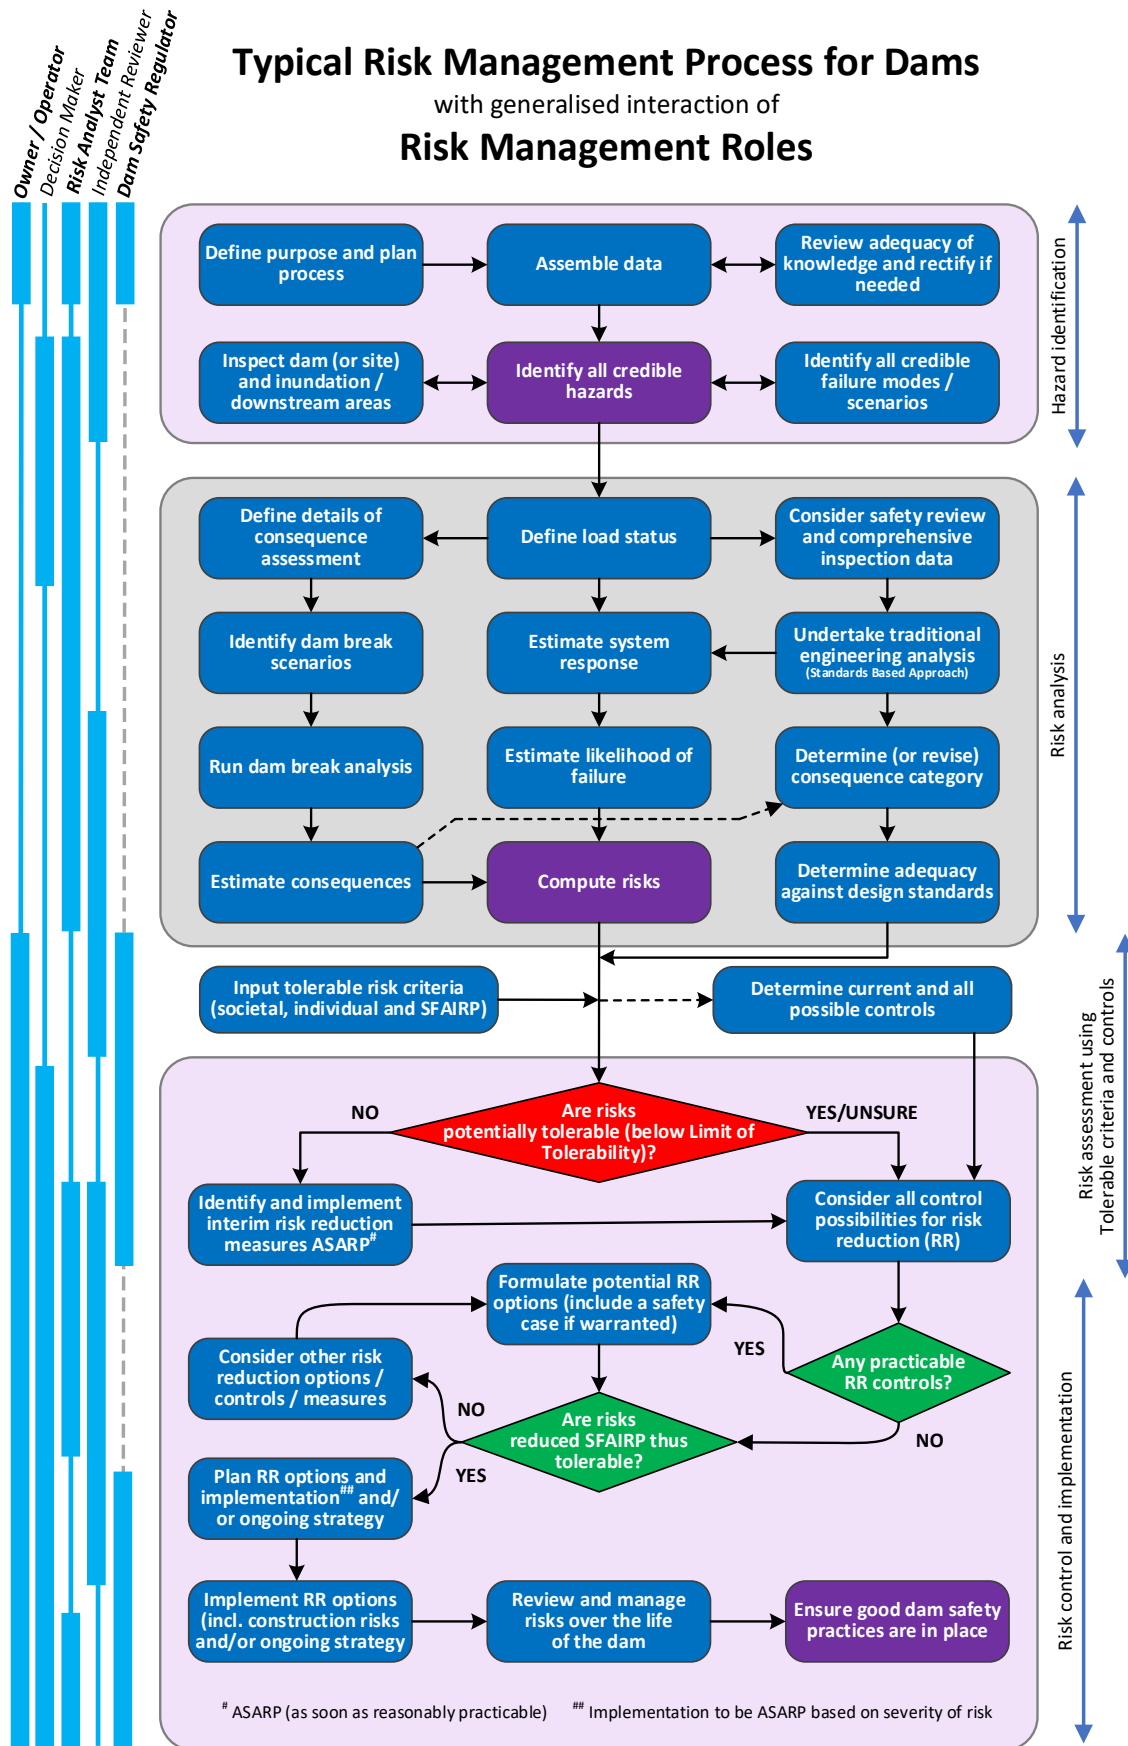 Typical Risk Management Process for Dams
with generalised interaction of
Risk Management Roles
Owner / Operator
Decision Maker
Risk Analyst Team
Independent Reviewer
Dam Safety Regulator
Define purpose and plan
process
Assemble data
Review adequacy of
knowledge and rectify if
needed
Inspect dam (or site)
and inundation /
downstream areas
Identify all credible
hazards
Identify all credible
failure modes /
scenarios
Hazard identification
Define details of
consequence
assessment
Define load status
Consider safety review
and comprehensive
inspection data
Identify dam break
scenarios
Estimate system
response
Undertake traditional
engineering analysis
(Standards Based Approach)
Run dam break analysis
Estimate likelihood of
failure
Determine (or revise)
consequence category
Estimate consequences
Compute risks
Determine adequacy
against design standards
Risk analysis
Input tolerable risk criteria
(societal, individual and SFAIRP)
Determine current and all
possible controls
Risk assessment using
Tolerable criteria and controls
NO
Are risks
potentially tolerable (below Limit of
Tolerability)?
YES/UNSURE
Identify and implement
interim risk reduction
measures ASARP#
Consider all control
possibilities for risk
reduction (RR)
Formulate potential RR
options (include a safety
case if warranted)
YES
Any practicable
RR controls?
NO
Consider other risk
reduction options /
controls / measures
NO
Are risks
reduced SFAIRP thus
tolerable?
YES
Plan RR options and
implementation## and/
or ongoing strategy
Implement RR options
(incl. construction risks
and/or ongoing strategy
Review and manage
risks over the life
of the dam
Ensure good dam safety
practices are in place
Risk control and implementation
# ASARP (as soon as reasonably practicable)
## Implementation to be ASARP based on severity of risk